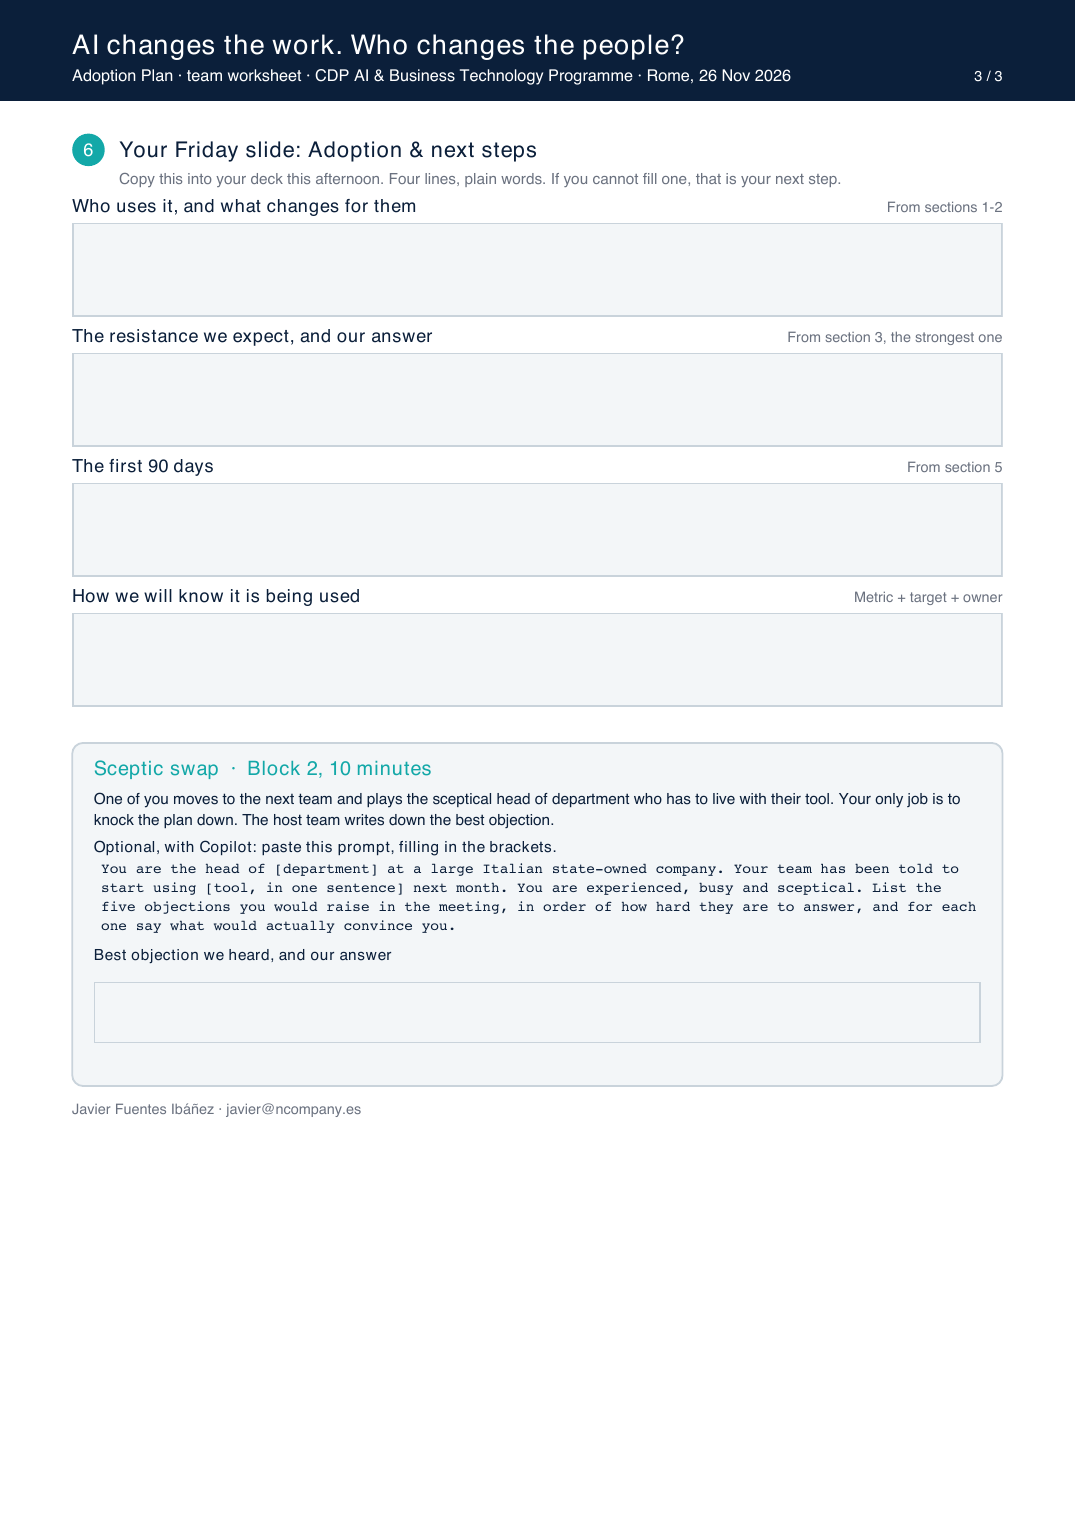 AI changes the work. Who changes the people?
Adoption Plan · team worksheet · CDP AI & Business Technology Programme · Rome, 26 Nov 2026
3 / 3
6
Your Friday slide: Adoption & next steps
Copy this into your deck this afternoon. Four lines, plain words. If you cannot fill one, that is your next step.
Who uses it, and what changes for them
From sections 1-2
The resistance we expect, and our answer
From section 3, the strongest one
The first 90 days
From section 5
How we will know it is being used
Metric + target + owner
Sceptic swap · Block 2, 10 minutes
One of you moves to the next team and plays the sceptical head of department who has to live with their tool. Your only job is to
knock the plan down. The host team writes down the best objection.
Optional, with Copilot: paste this prompt, filling in the brackets.
You are the head of [department] at a large Italian state-owned company. Your team has been told to
start using [tool, in one sentence] next month. You are experienced, busy and sceptical. List the
five objections you would raise in the meeting, in order of how hard they are to answer, and for each
one say what would actually convince you.
Best objection we heard, and our answer
Javier Fuentes Ibáñez · javier@ncompany.es